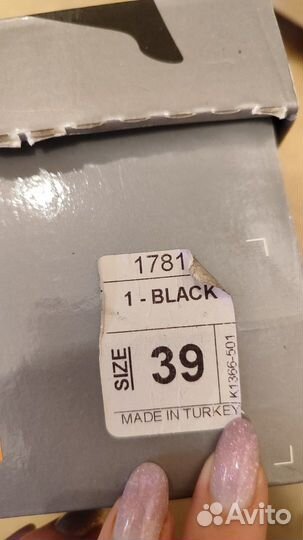 1781
1 - BLACK
SIZE 39
K1366-501
MADE IN TURKEY
Avito